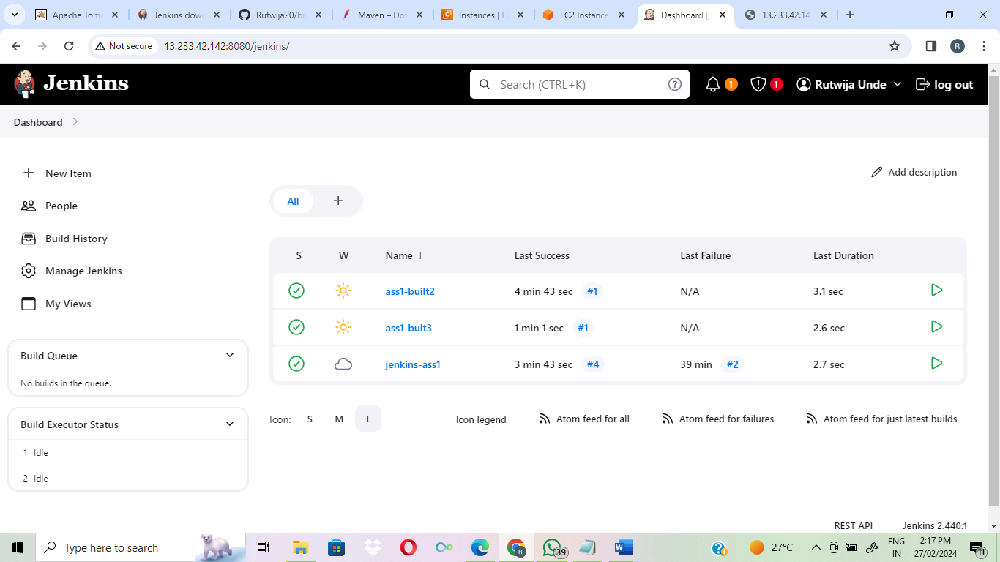 Apache Tom
Jenkins dow
Rutwija20/br
Maven – Do
Instances | E
EC2 Instance
Dashboard [
13.233.42.14
Not secure
13.233.42.142:8080/jenkins/
R
Jenkins
Search (CTRL+K)
?
1
1
Rutwija Unde
log out
Dashboard
New Item
People
Build History
Manage Jenkins
My Views
Add description
All
S W Name ↓ Last Success Last Failure Last Duration
ass1-built2 4 min 43 sec #1 N/A 3.1 sec
ass1-bult3 1 min 1 sec #1 N/A 2.6 sec
jenkins-ass1 3 min 43 sec #4 39 min #2 2.7 sec
Build Queue
No builds in the queue.
Build Executor Status
1 Idle
2 Idle
Icon: S M L
Icon legend
Atom feed for all
Atom feed for failures
Atom feed for just latest builds
REST API
Jenkins 2.440.1
Type here to search
R
39
27°C
ENG
IN
2:17 PM
27/02/2024
11